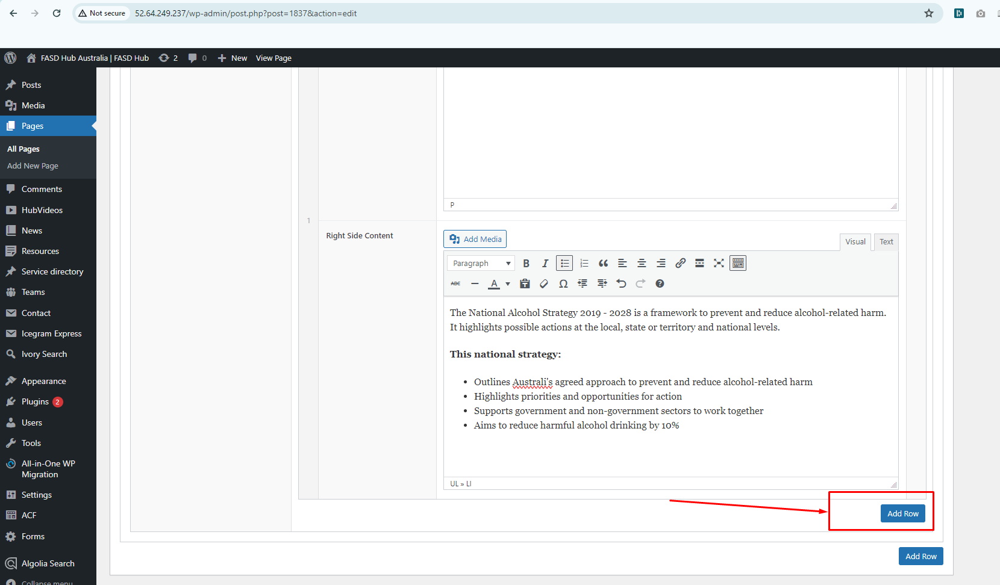 Not secure 52.64.249.237/wp-admin/post.php?post=1837&action=edit
FASD Hub Australia | FASD Hub 2 0 New View Page
Posts
Media
Pages
All Pages
Add New Page
Comments
HubVideos
News
Resources
Service directory
Teams
Contact
Icegram Express
Ivory Search
Appearance
Plugins 2
Users
Tools
All-in-One WP
Migration
Settings
ACF
Forms
Algolia Search
Collapse menu
P
1
Right Side Content
Add Media
Visual Text
Paragraph B I
ABC A
The National Alcohol Strategy 2019 - 2028 is a framework to prevent and reduce alcohol-related harm.
It highlights possible actions at the local, state or territory and national levels.
This national strategy:
• Outlines Australi's agreed approach to prevent and reduce alcohol-related harm
• Highlights priorities and opportunities for action
• Supports government and non-government sectors to work together
• Aims to reduce harmful alcohol drinking by 10%
UL » LI
Add Row
Add Row